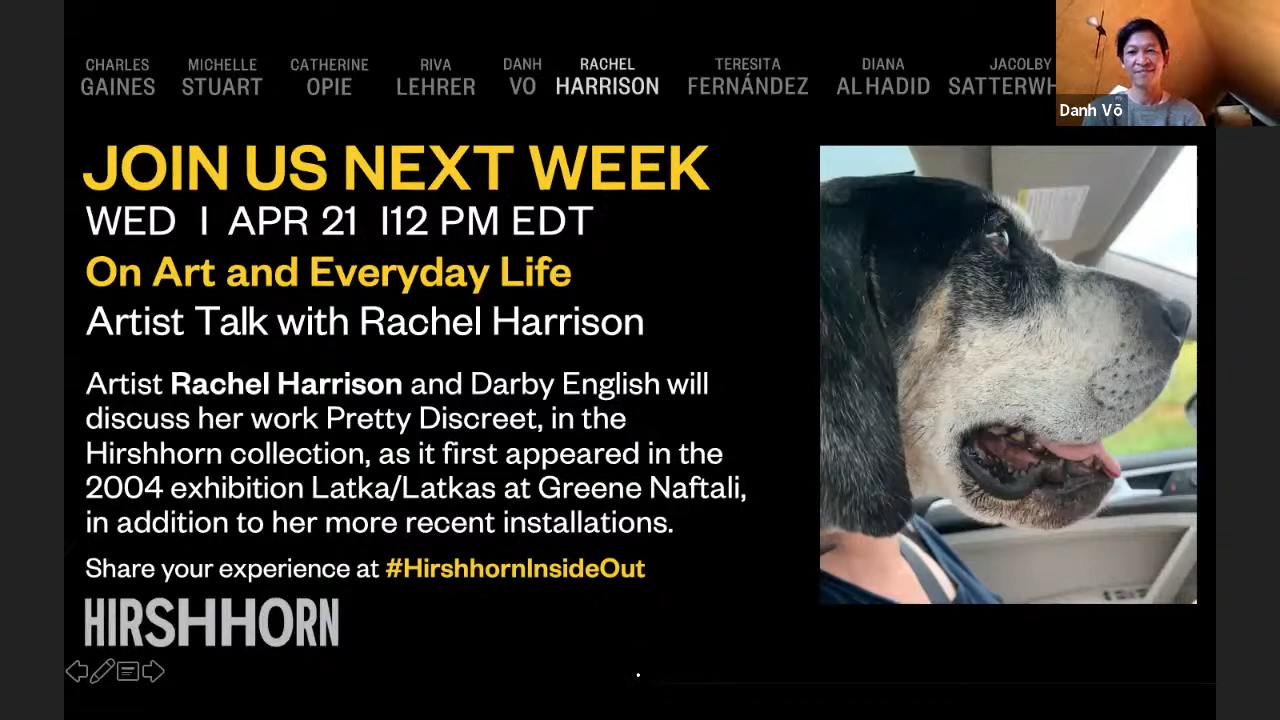 CHARLES GAINES
MICHELLE STUART
CATHERINE OPIE
RIVA LEHRER
DANH VO
RACHEL HARRISON
TERESITA FERNÁNDEZ
DIANA ALHADID
JACOLBY
Danh Võ
JOIN US NEXT WEEK
WED I APR 21 I12 PM EDT
On Art and Everyday Life
Artist Talk with Rachel Harrison
Artist Rachel Harrison and Darby English will
discuss her work Pretty Discreet, in the
Hirshhorn collection, as it first appeared in the
2004 exhibition Latka/Latkas at Greene Naftali,
in addition to her more recent installations.
Share your experience at #HirshhornInsideOut
HIRSHHORN